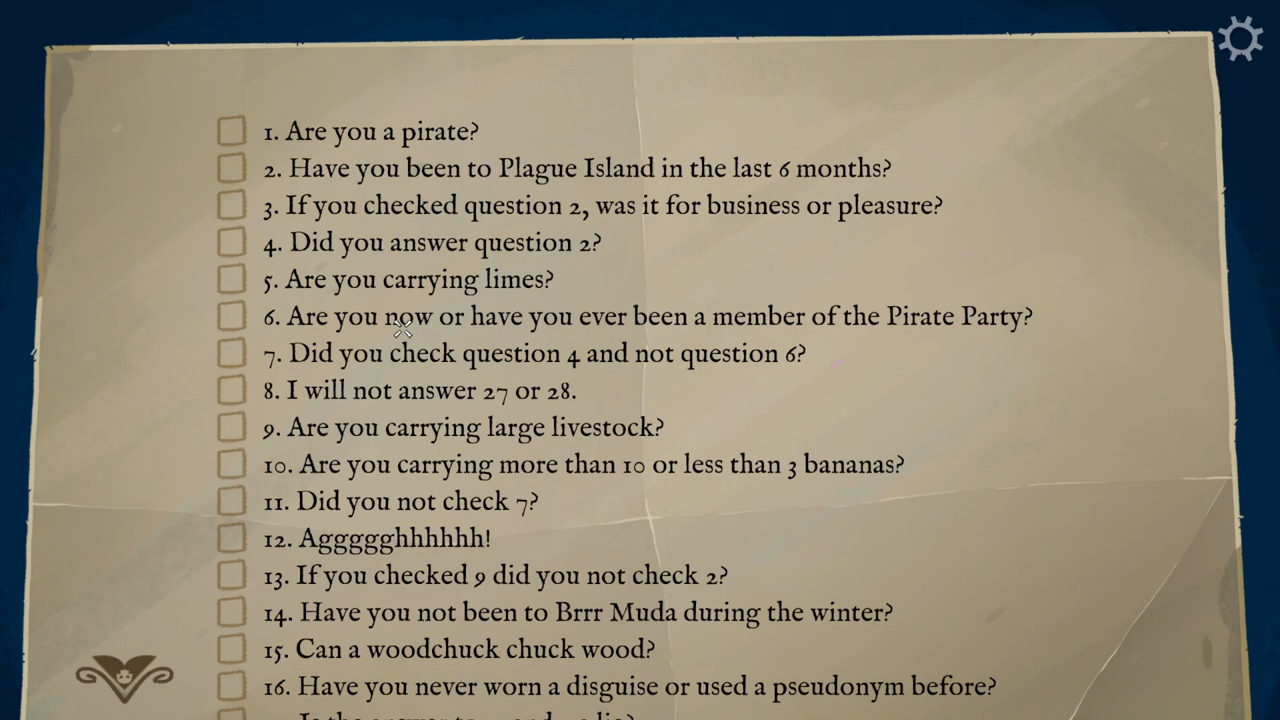 1. Are you a pirate?
2. Have you been to Plague Island in the last 6 months?
3. If you checked question 2, was it for business or pleasure?
4. Did you answer question 2?
5. Are you carrying limes?
6. Are you now or have you ever been a member of the Pirate Party?
7. Did you check question 4 and not question 6?
8. I will not answer 27 or 28.
9. Are you carrying large livestock?
10. Are you carrying more than 10 or less than 3 bananas?
11. Did you not check 7?
12. Agggggghhhhhh!
13. If you checked 9 did you not check 2?
14. Have you not been to Brrr Muda during the winter?
15. Can a woodchuck chuck wood?
16. Have you never worn a disguise or used a pseudonym before?